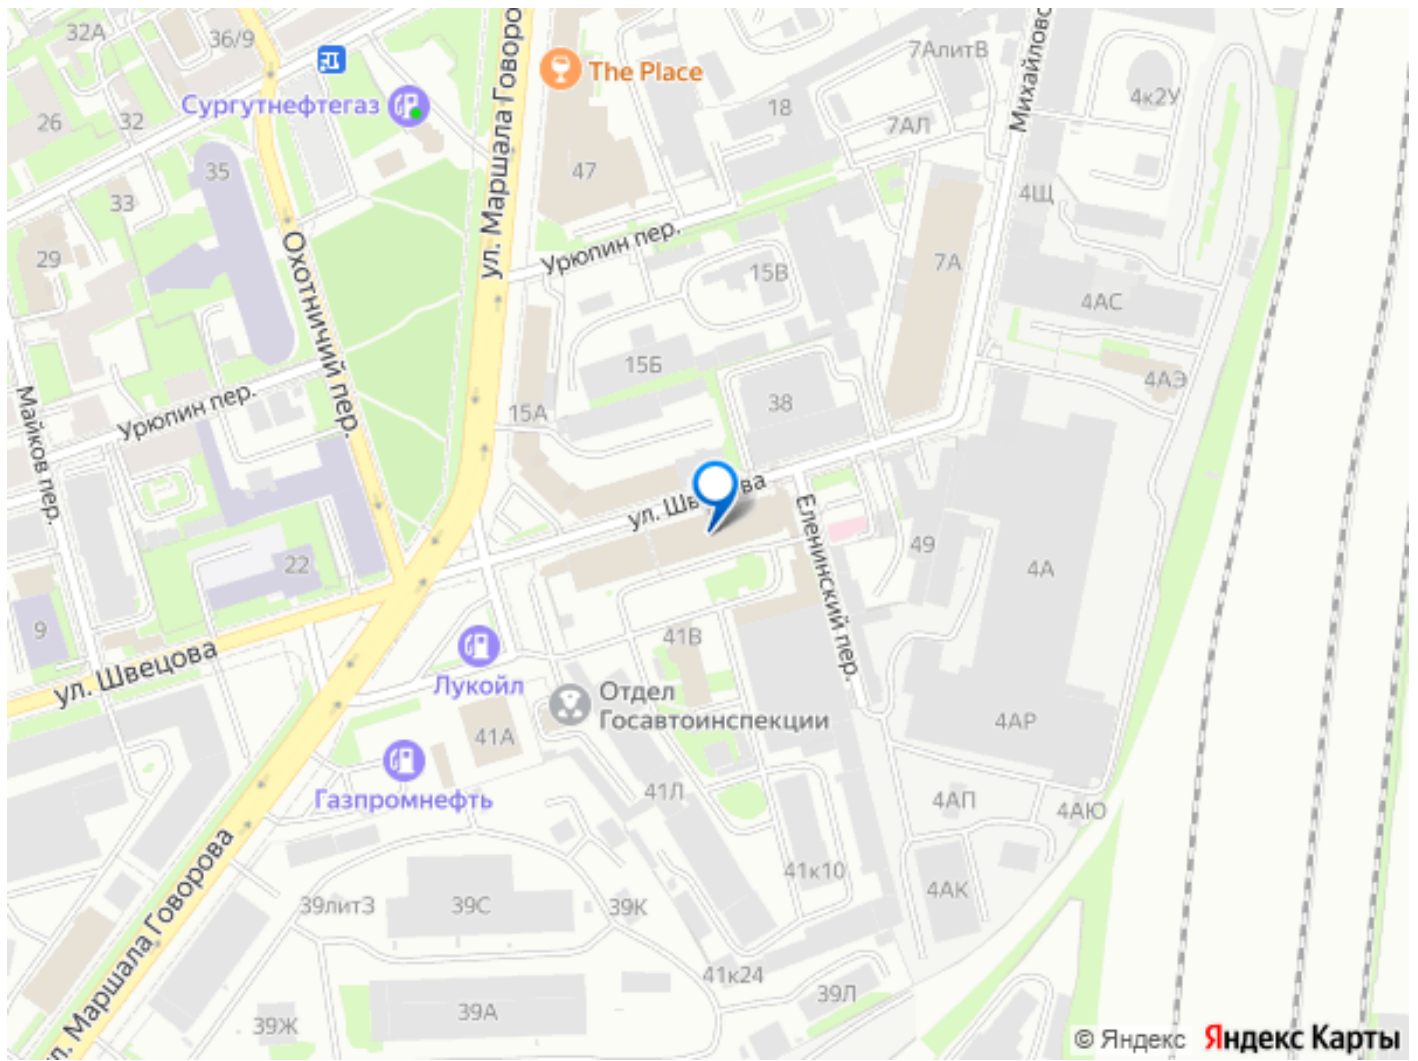 32А
36/9
The Place
Сургутнефтегаз
26
32
35
33
29
47
18
7АлитВ
7АЛ
4к2У
4Щ
7А
4АС
4АЭ
ул. Маршала Говоро
Михайловс
Охотничий пер.
Урюпин пер.
Урюпин пер.
Майков пер.
15В
15Б
15А
38
ул. Шв
ва
Еленинский пер.
22
9
49
4А
ул. Швецова
Лукойл
41В
Отдел
Госавтоинспекции
41А
4АР
Газпромнефть
41Л
4АП
4АЮ
41к10
4АК
39литЗ
39С
39К
41к24
39Л
39А
39Ж
л. Маршала Говорова
© Яндекс Яндекс Карты